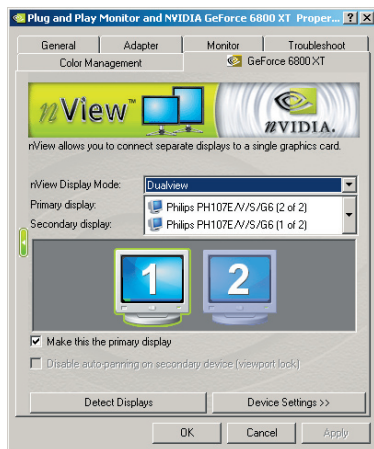 Plug and Play Monitor and NVIDIA GeForce 6800 XT Proper...
General Adapter Monitor Troubleshoot
Color Management GeForce 6800 XT
nView™ nVIDIA.
nView allows you to connect separate displays to a single graphics card.
nView Display Mode: Dualview
Primary display: Philips PH107E/V/S/G6 (2 of 2)
Secondary display: Philips PH107E/V/S/G6 (1 of 2)
1 2
Make this the primary display
Disable auto-panning on secondary device (viewport lock)
Detect Displays Device Settings >>
OK Cancel Apply